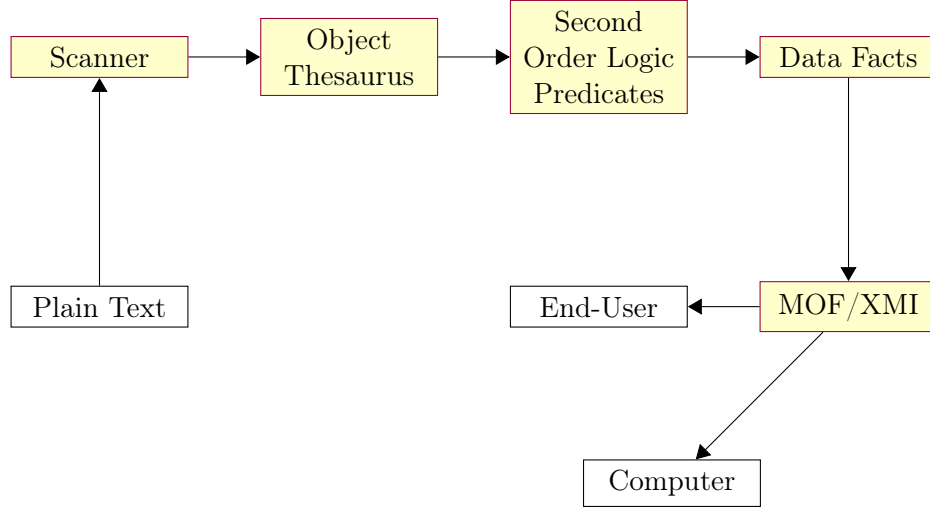 Scanner
Object
Thesaurus
Second
Order Logic
Predicates
Data Facts
Plain Text
End-User
MOF/XMI
Computer